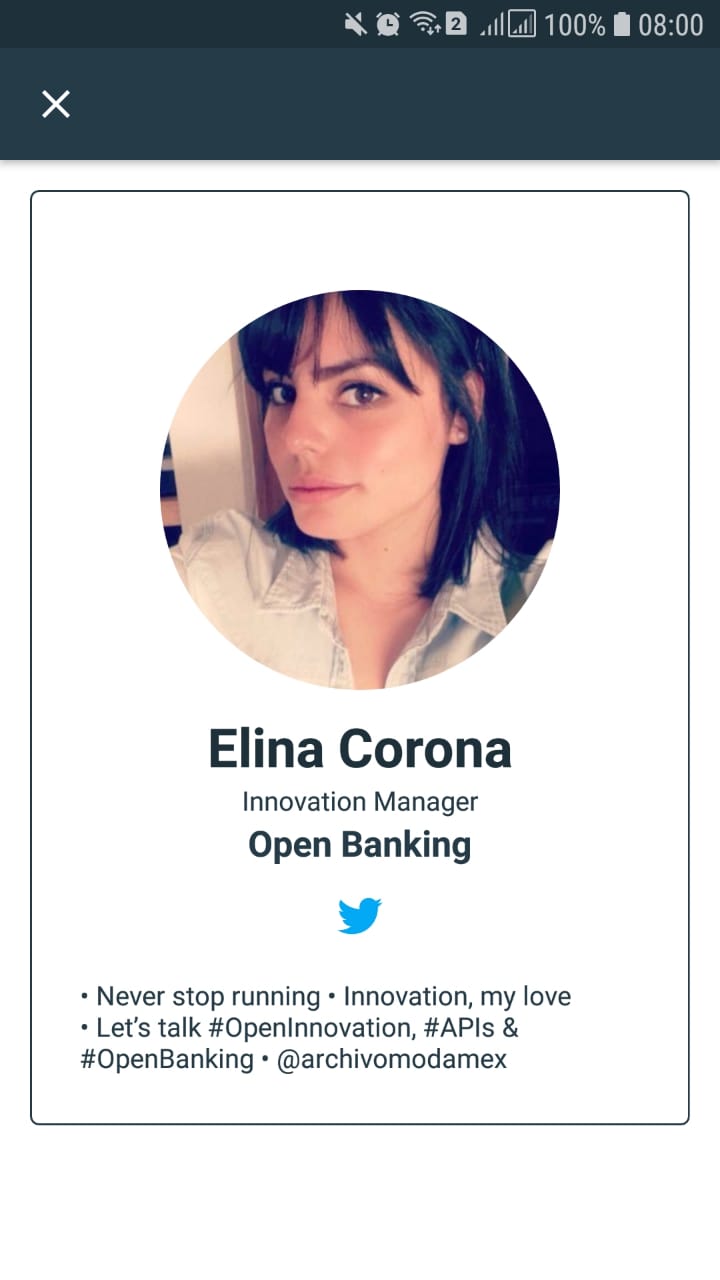 2 100% 08:00
Elina Corona
Innovation Manager
Open Banking
• Never stop running • Innovation, my love
• Let’s talk #OpenInnovation, #APIs &
#OpenBanking • @archivomodamex